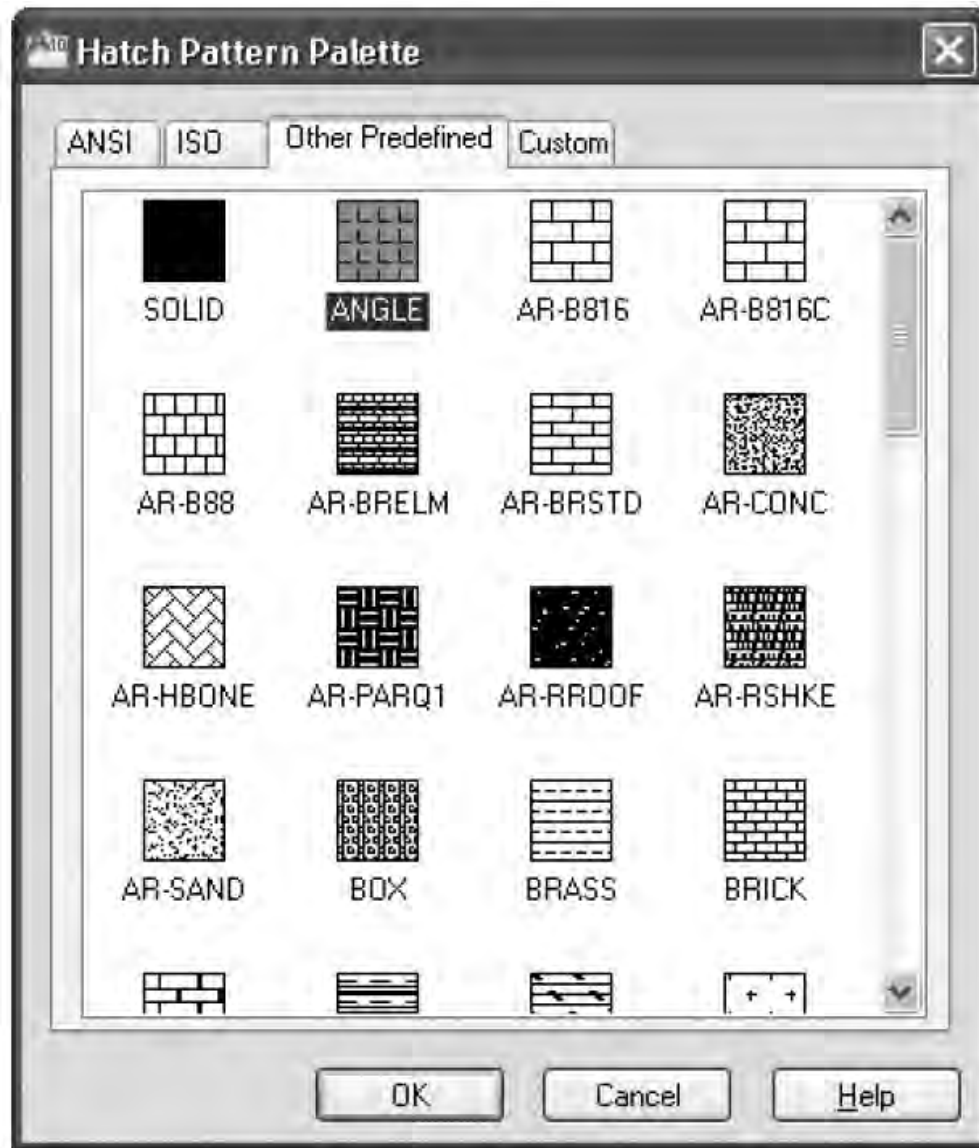 Hatch Pattern Palette
ANSI ISO Other Predefined Custom
SOLID ANGLE AR-B816 AR-B816C
AR-B88 AR-BRELM AR-BRSTD AR-CONC
AR-HBONE AR-PARQ1 AR-RROOF AR-RSHKE
AR-SAND BOX BRASS BRICK
OK Cancel Help